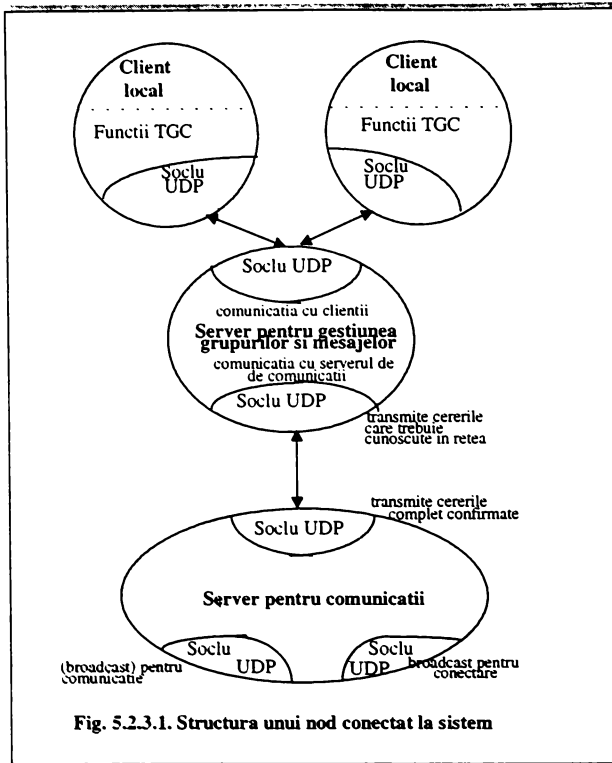 Client
local
Functii TGC
Soclu
UDP
Client
local
Functii TGC
Soclu
UDP
Soclu UDP
comunicatia cu clientii
Server pentru gestiunea
grupurilor si mesajelor
comunicatia cu serverul de
de comunicatii
Soclu UDP
transmite cererile
care trebuie
cunoscute in retea
transmite cererile
complet confirmate
Soclu UDP
Server pentru comunicatii
Soclu
UDP
(broadcast) pentru
comunicatie
Soclu
UDP
broadcast pentru
conectare
Fig. 5.2.3.1. Structura unui nod conectat la sistem